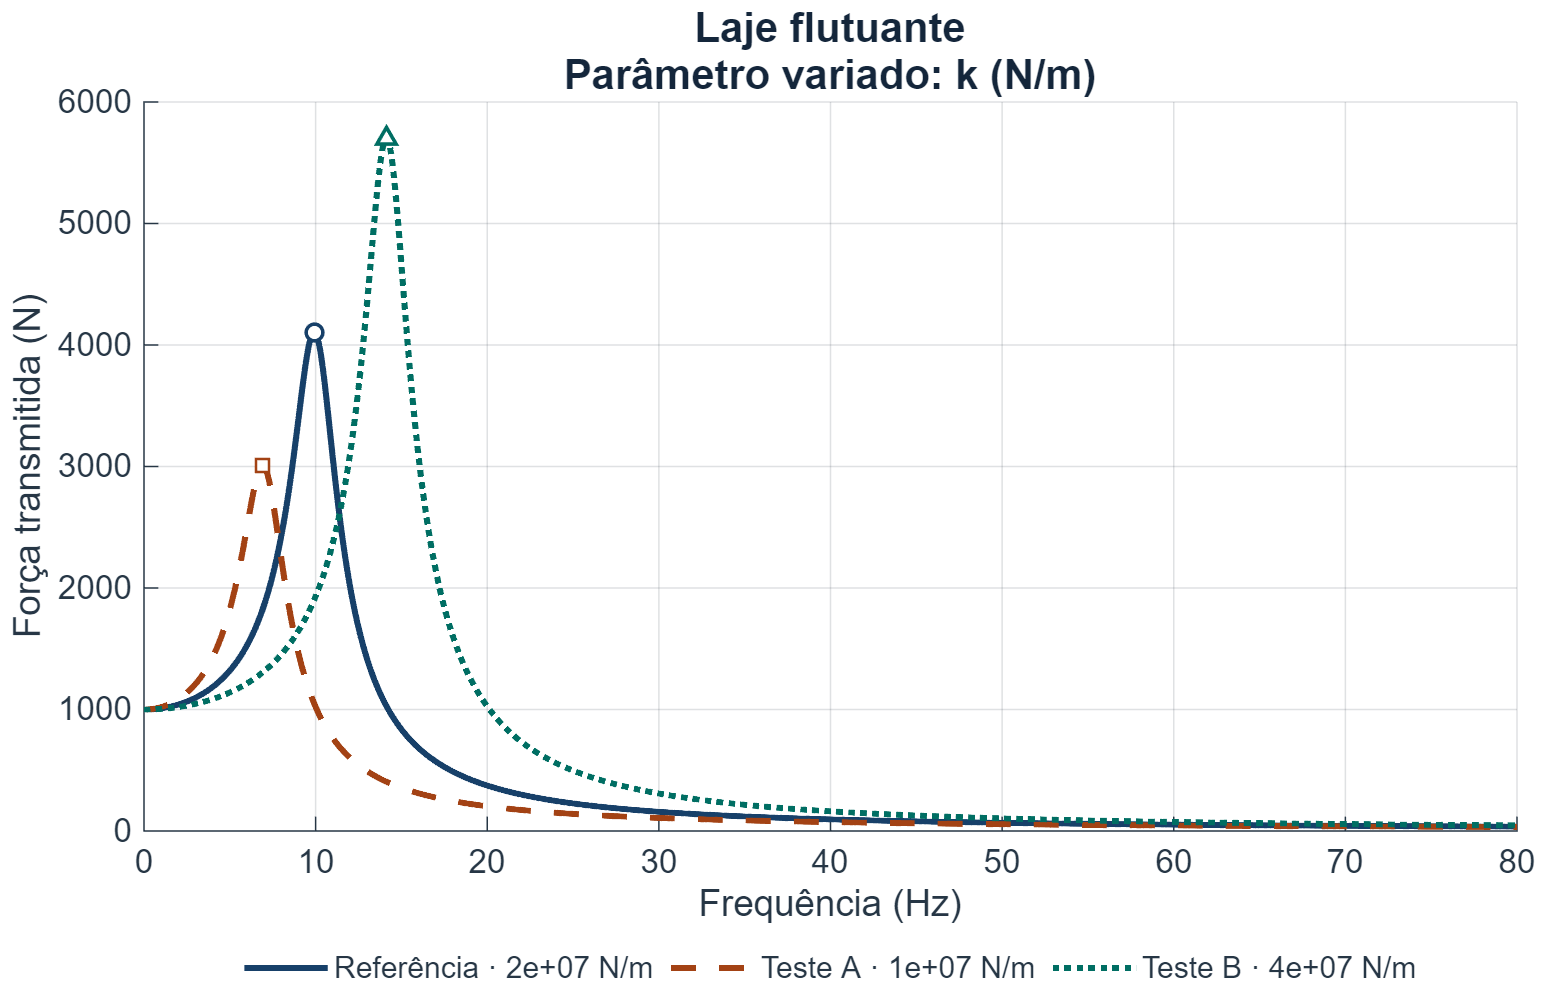 Laje flutuante
Parâmetro variado: k (N/m)
Força transmitida (N)
6000
5000
4000
3000
2000
1000
0
0 10 20 30 40 50 60 70 80
Frequência (Hz)
Referência · 2e+07 N/m Teste A · 1e+07 N/m Teste B · 4e+07 N/m